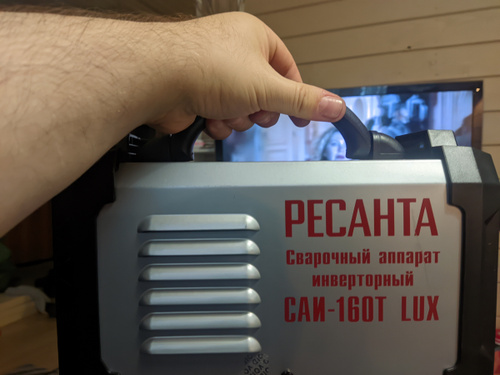 РЕСАНТА
Сварочный аппарат
инверторный
САИ-160Т LUX